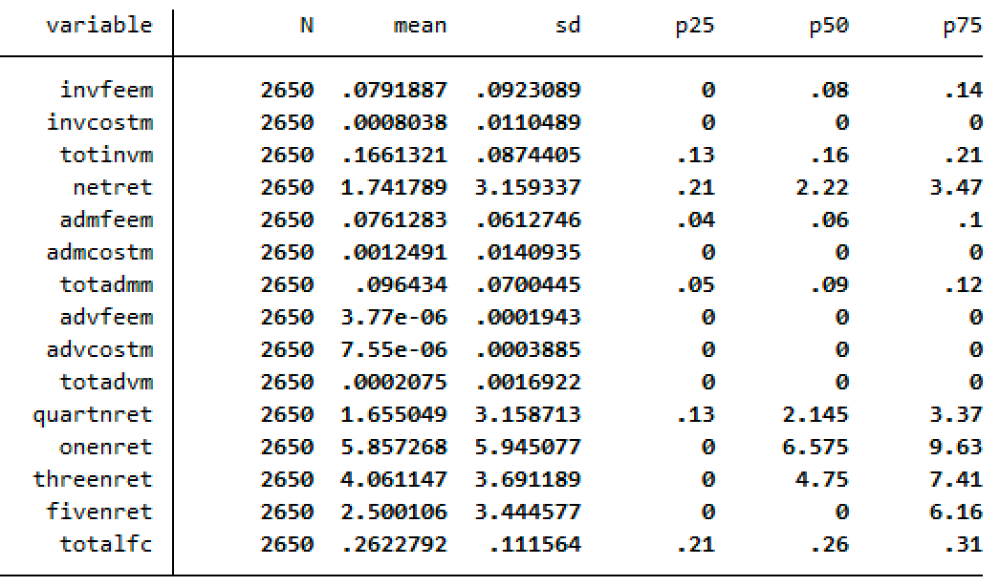 variable N mean sd p25 p50 p75
invfeem 2650 .0791887 .0923089 0 .08 .14
invcostm 2650 .0008038 .0110489 0 0 0
totinvm 2650 .1661321 .0874405 .13 .16 .21
netret 2650 1.741789 3.159337 .21 2.22 3.47
admfeem 2650 .0761283 .0612746 .04 .06 .1
admcostm 2650 .0012491 .0140935 0 0 0
totadmm 2650 .096434 .0700445 .05 .09 .12
advfeem 2650 3.77e-06 .0001943 0 0 0
advcostm 2650 7.55e-06 .0003885 0 0 0
totadvm 2650 .0002075 .0016922 0 0 0
quartnret 2650 1.655049 3.158713 .13 2.145 3.37
onenret 2650 5.857268 5.945077 0 6.575 9.63
threenret 2650 4.061147 3.691189 0 4.75 7.41
fivenret 2650 2.500106 3.444577 0 0 6.16
totalfc 2650 .2622792 .111564 .21 .26 .31